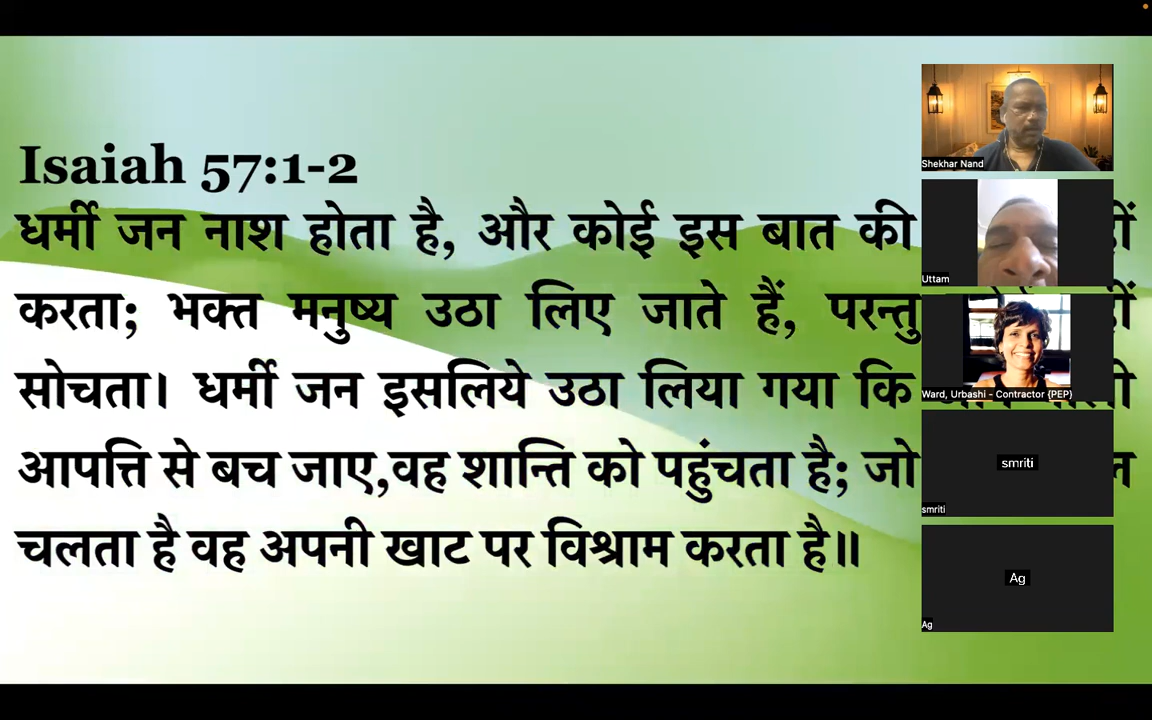 Isaiah 57:1-2
धर्मी जन नाश होता है, और कोई इस बात की
करता; भक्त मनुष्य उठा लिए जाते हैं, परन्तु
सोचता। धर्मी जन इसलिये उठा लिया गया कि
आपत्ति से बच जाए,वह शान्ति को पहुंचता है; जो
चलता है वह अपनी खाट पर विश्राम करता है॥
Shekhar Nand
Uttam
Ward, Urbashi - Contractor {PEP)
smriti
smriti
Ag
Ag